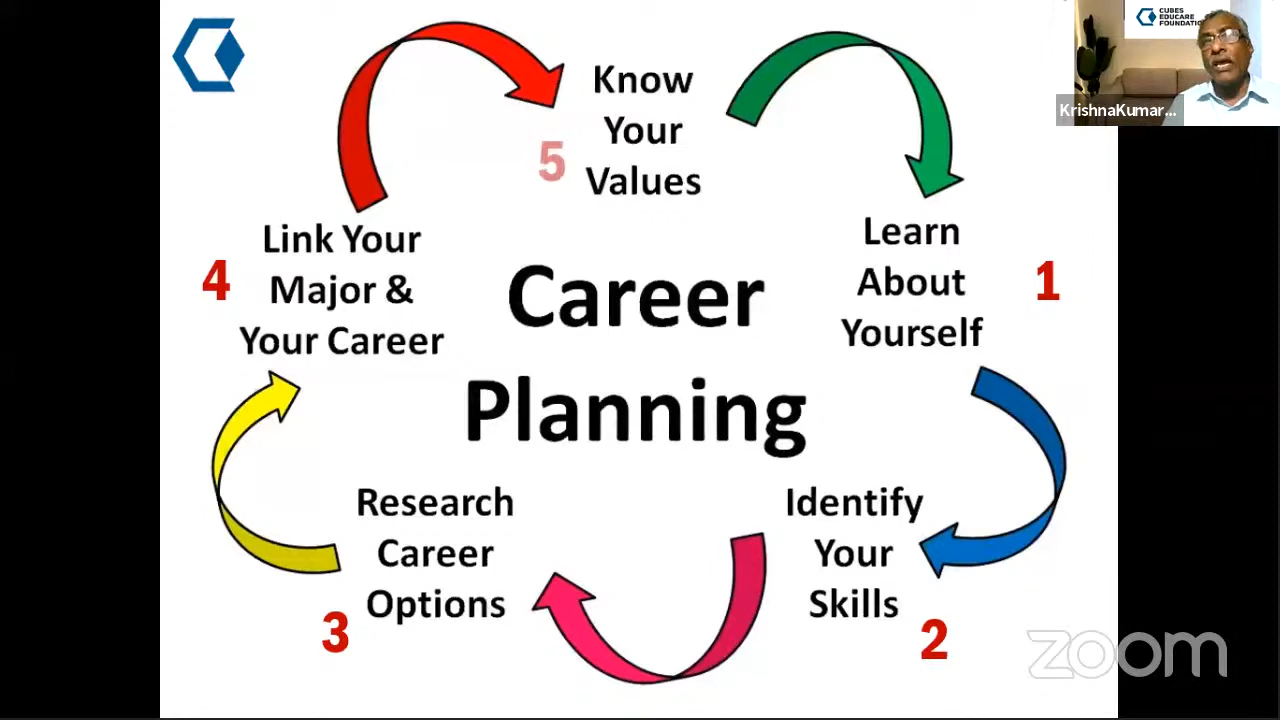 CUBES
EDUCARE
FOUNDATION
KrishnaKumar...
Know
Your
Values
5
Learn
About
Yourself
1
Identify
Your
Skills
2
Research
Career
Options
3
Link Your
Major &
Your Career
4
Career
Planning
zoom